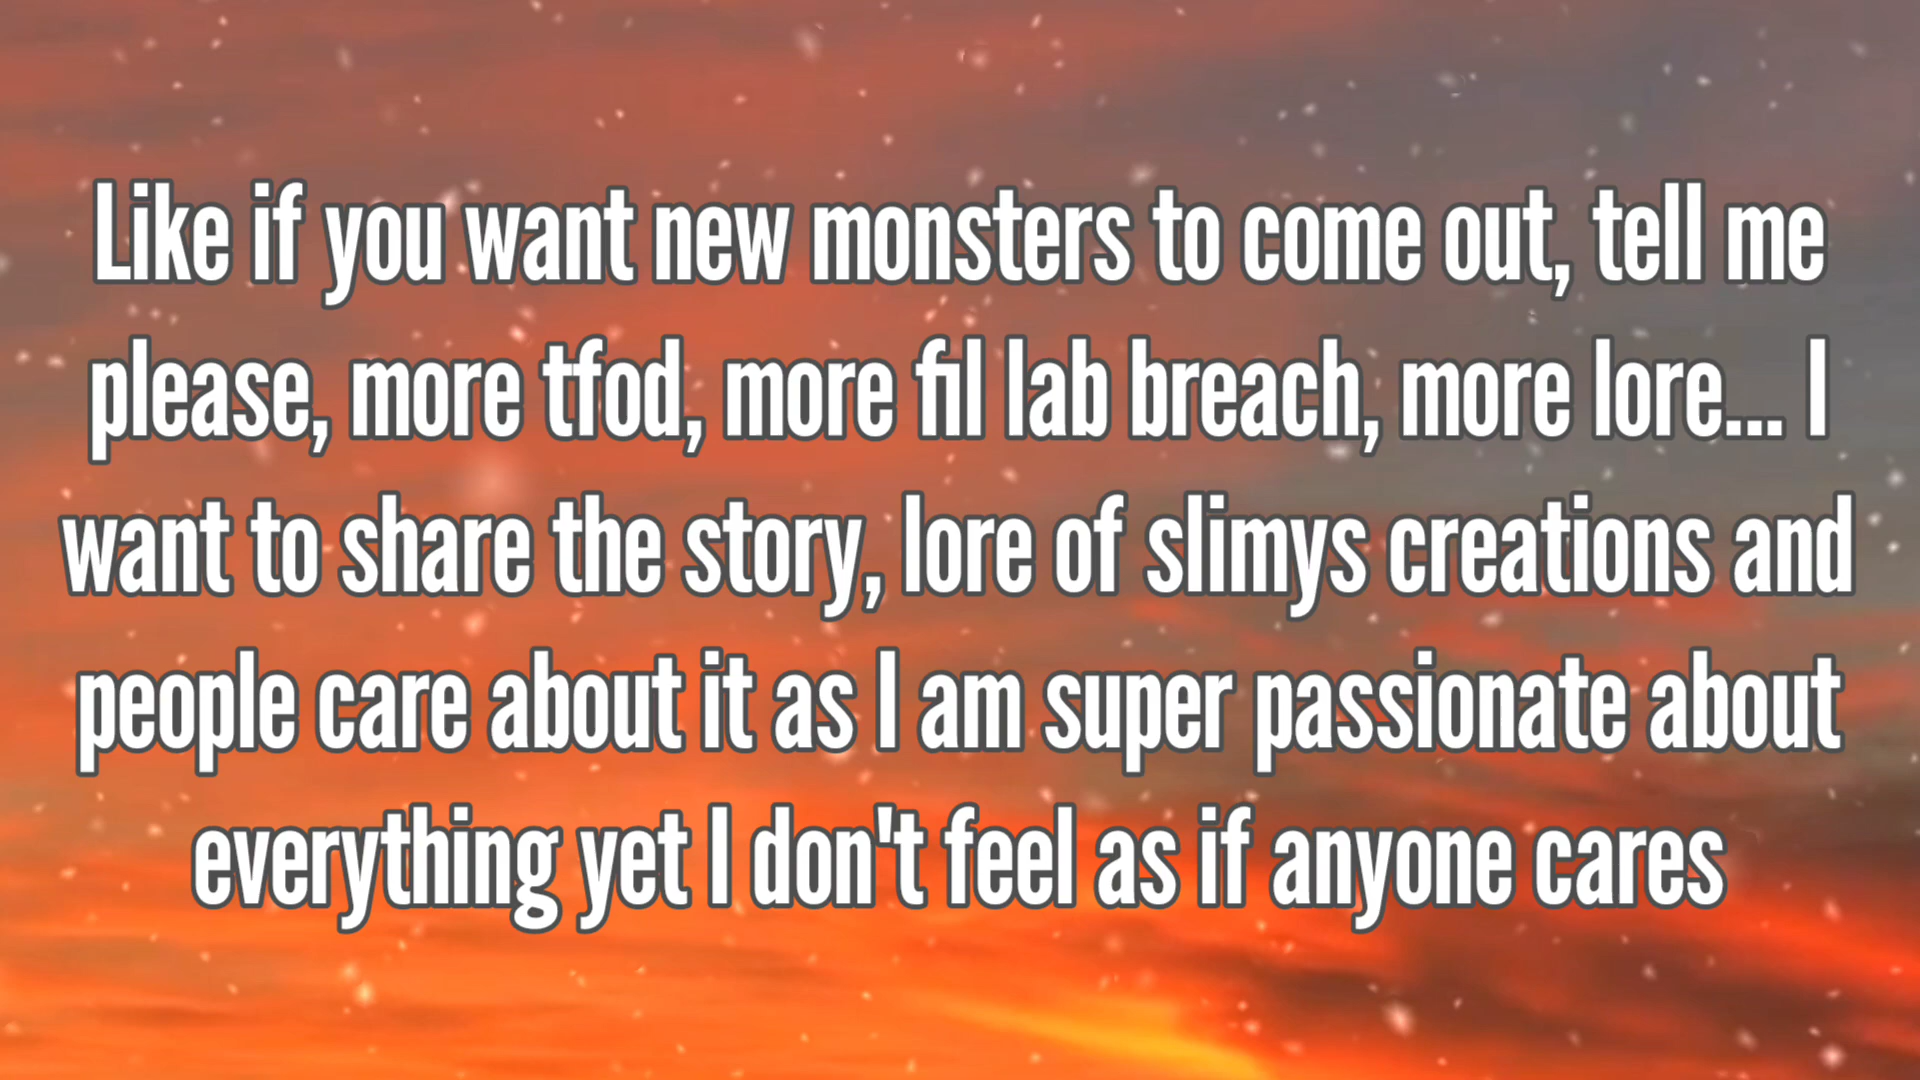 Like if you want new monsters to come out, tell me
please, more tfod, more fil lab breach, more lore... I
want to share the story, lore of slimys creations and
people care about it as I am super passionate about
everything yet I don't feel as if anyone cares